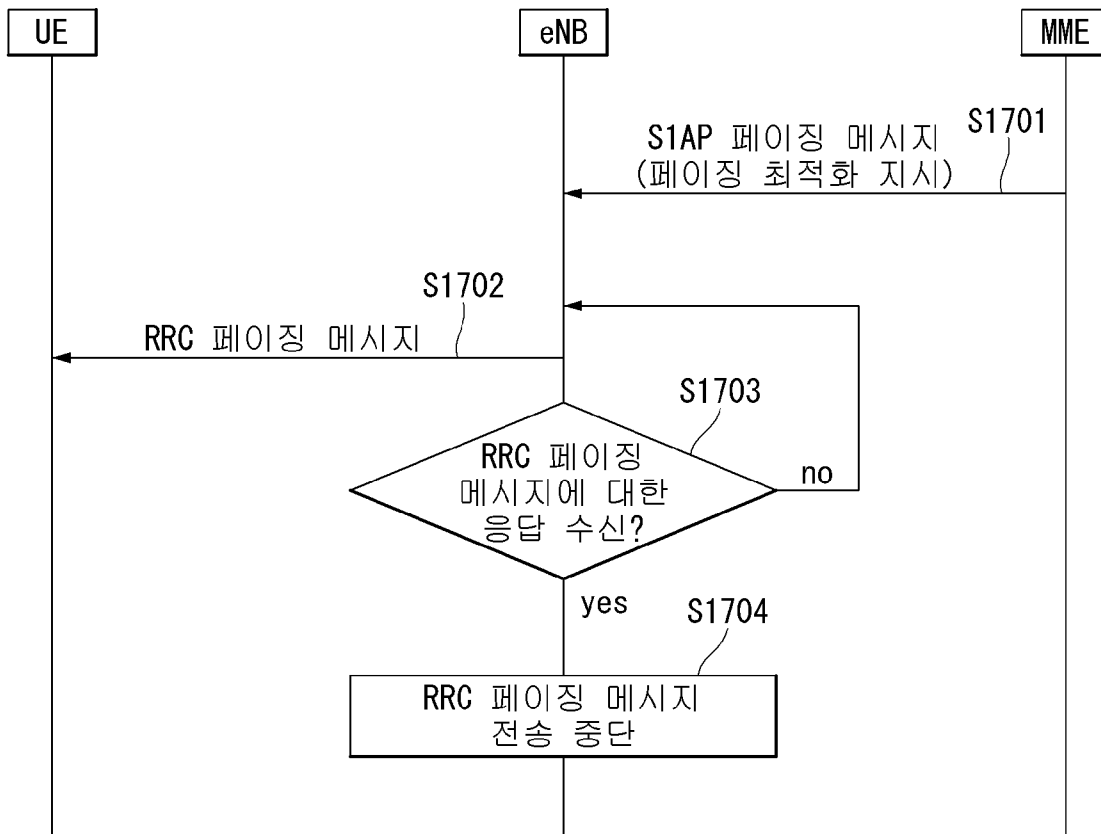 UE
eNB
MME
S1701
S1AP 페이징 메시지
(페이징 최적화 지시)
S1702
RRC 페이징 메시지
S1703
RRC 페이징
메시지에 대한
응답 수신?
no
yes
S1704
RRC 페이징 메시지
전송 중단